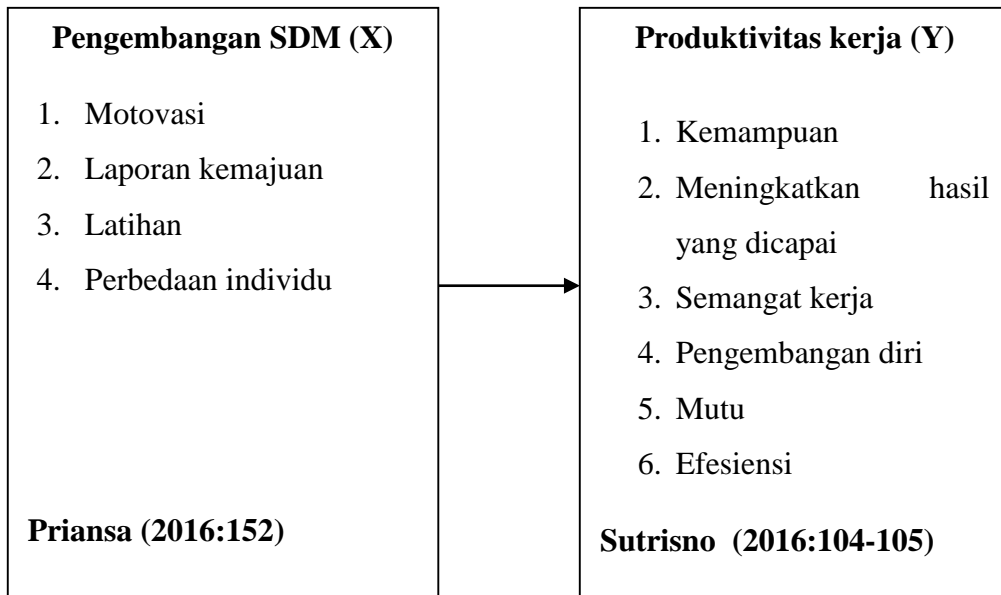 Pengembangan SDM (X)
1. Motovasi
2. Laporan kemajuan
3. Latihan
4. Perbedaan individu
Priansa (2016:152)
Produktivitas kerja (Y)
1. Kemampuan
2. Meningkatkan hasil
yang dicapai
3. Semangat kerja
4. Pengembangan diri
5. Mutu
6. Efesiensi
Sutrisno (2016:104-105)